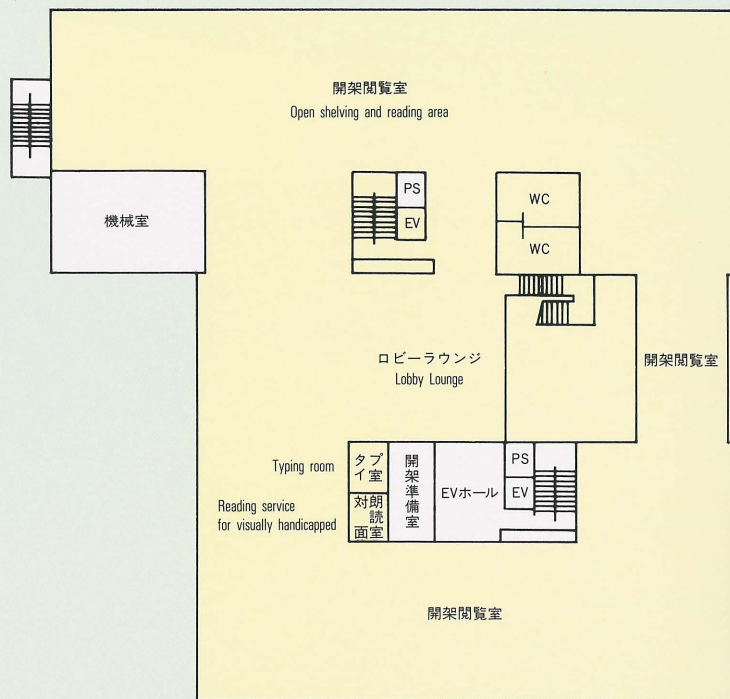 開架閲覧室
Open shelving and reading area
機械室
PS
EV
WC
WC
ロビーラウンジ
Lobby Lounge
開架閲覧室
Typing room
タイプ室
Reading service
for visually handicapped
対面朗読室
開架準備室
EVホール
PS
EV
開架閲覧室